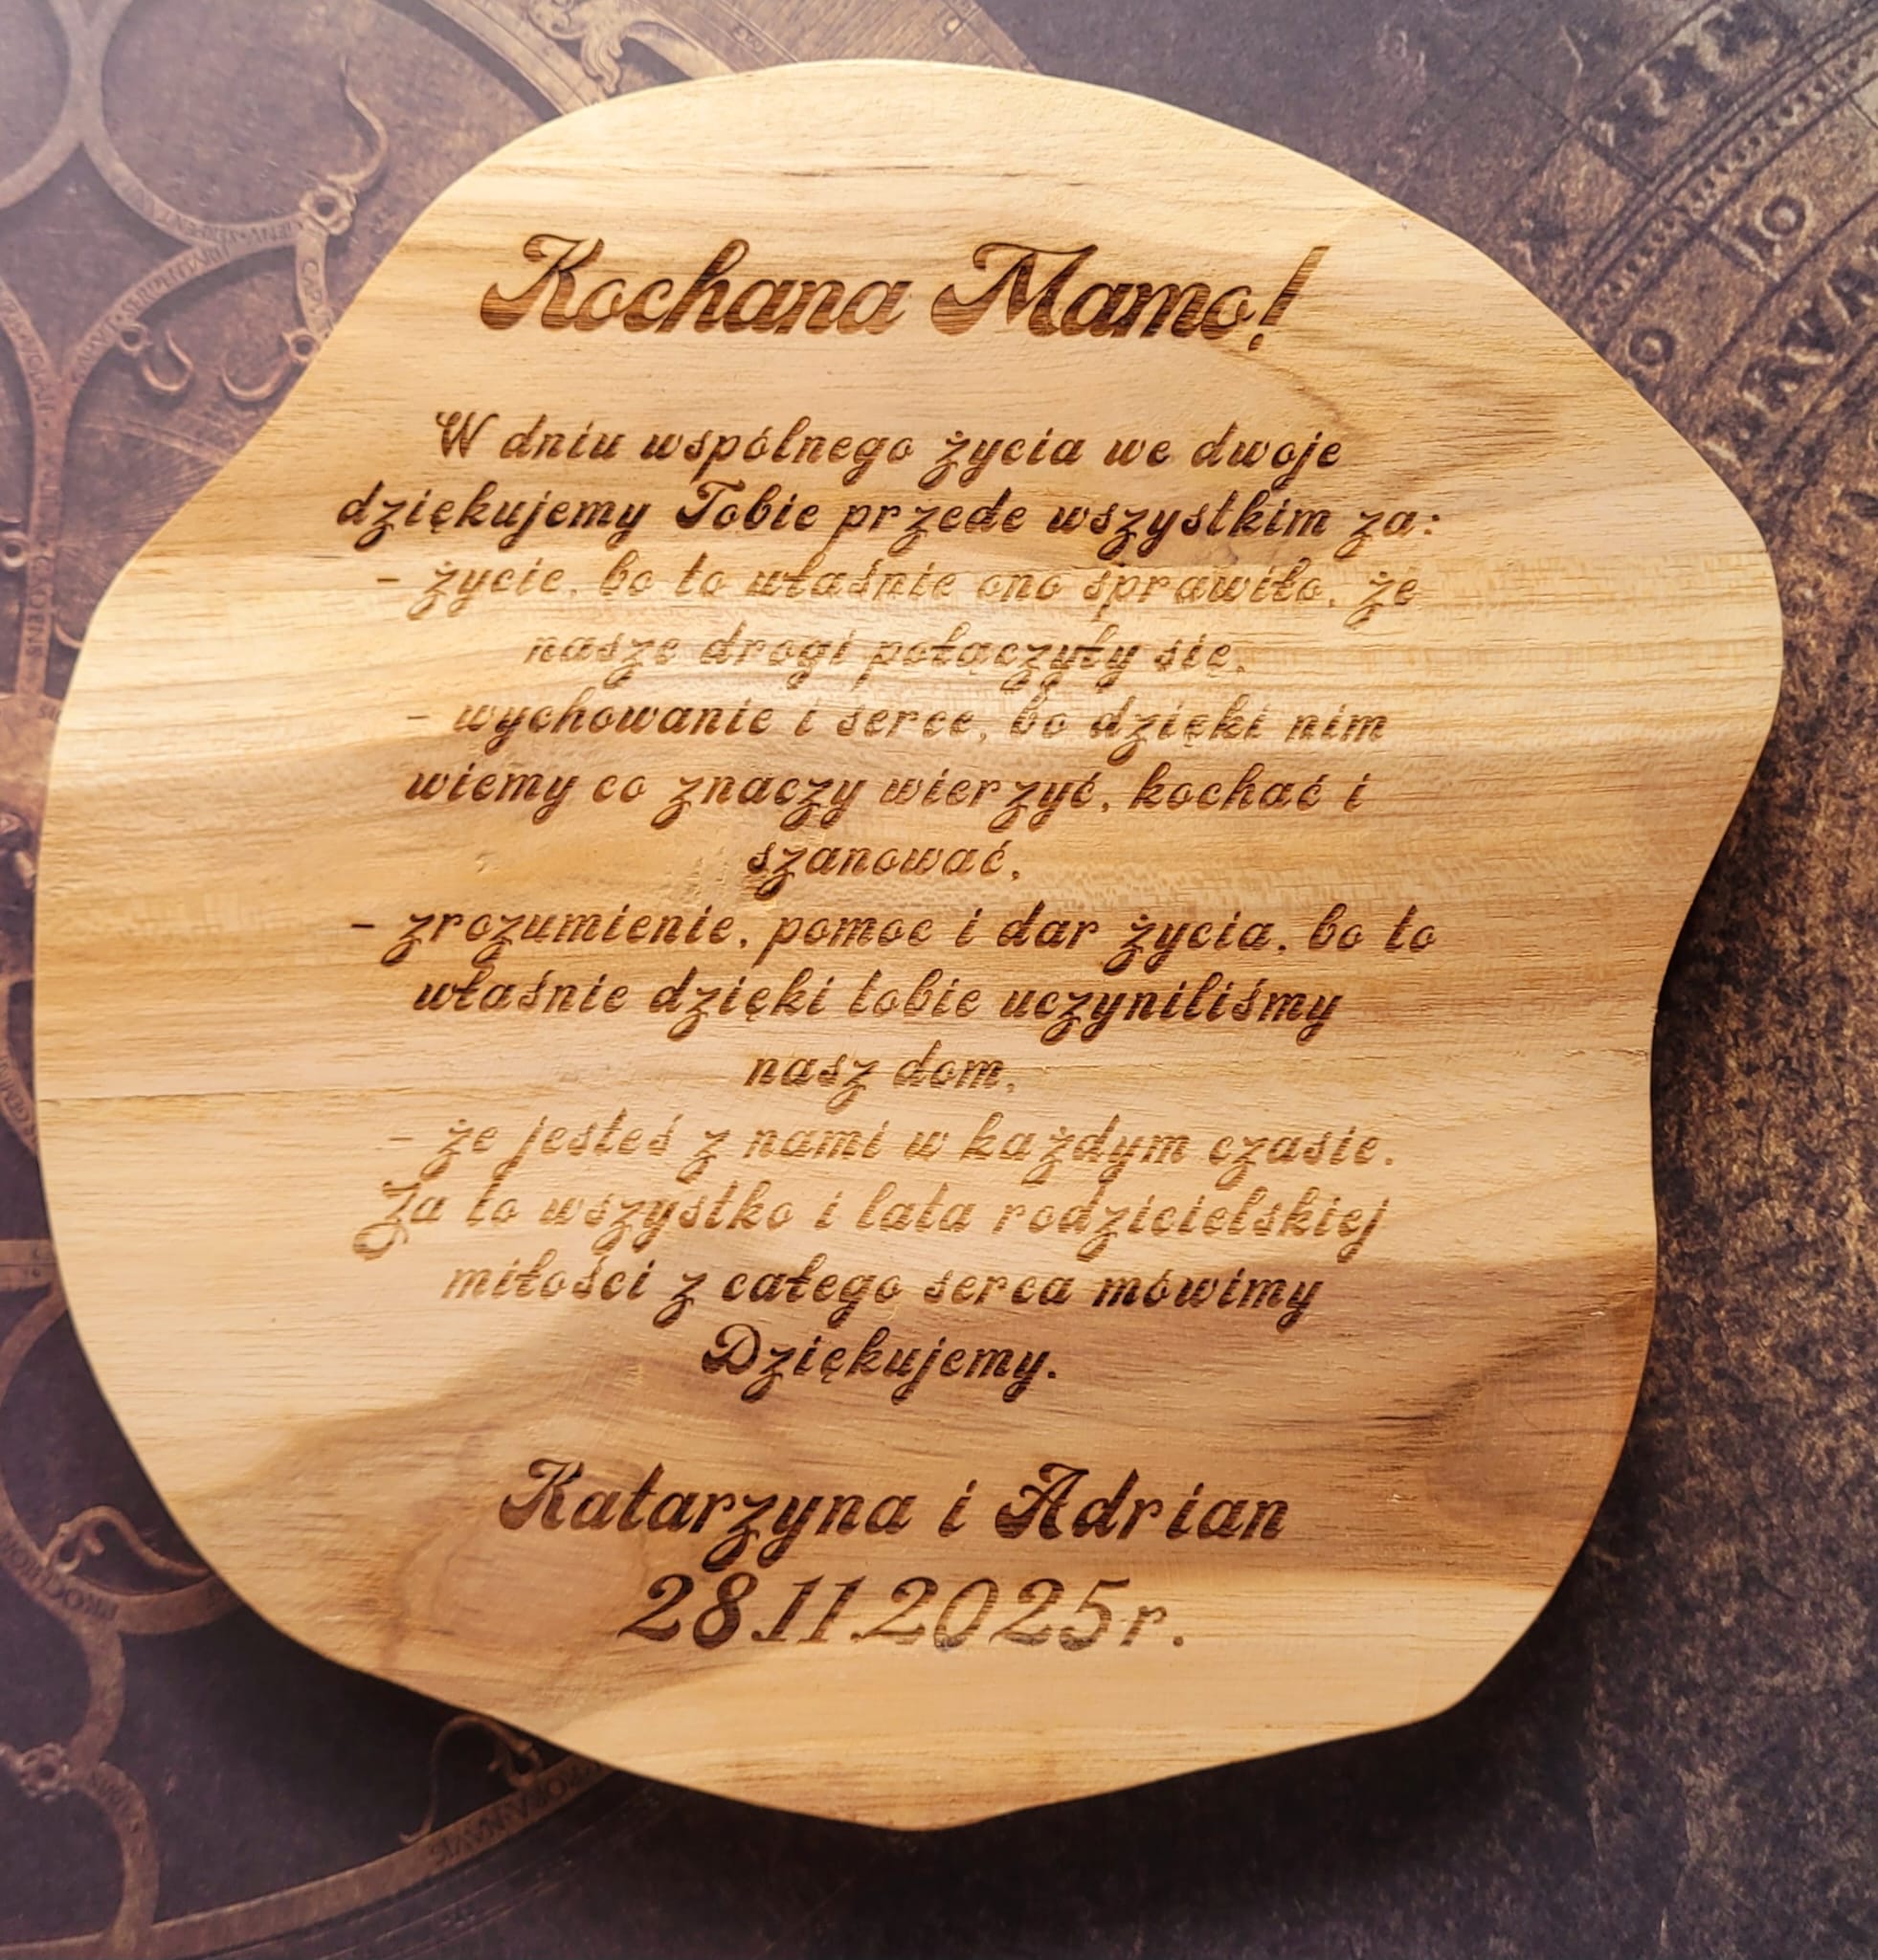 Kochana Mamo!
W dniu wspólnego życia we dwoje
dziękujemy Tobie przede wszystkim za:
- życie, bo to właśnie ono sprawiło, że
nasze drogi połączyły się,
- wychowanie i serce, bo dzięki nim
wiemy co znaczy wierzyć, kochać i
szanować,
- zrozumienie, pomoc i dar życia, bo to
właśnie dzięki tobie uczyniliśmy
nasz dom,
- że jesteś z nami w każdym czasie.
Za to wszystko i lata rodzicielskiej
miłości z całego serca mówimy
Dziękujemy.
Katarzyna i Adrian
28.11.2025r.